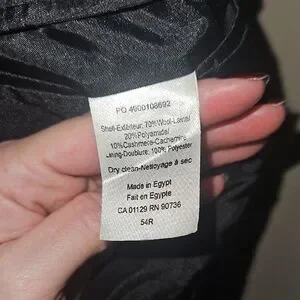 PO 4900108692
Shell-Extérieur: 70%Wool-Laine/
20%Polyamide/
10%Cashmere-Cachemire
Lining-Doublure, 100% Polyester
Dry clean-Nettoyage à sec
Made in Egypt
Fait en Egypte
CA 01129 RN 90736
54R